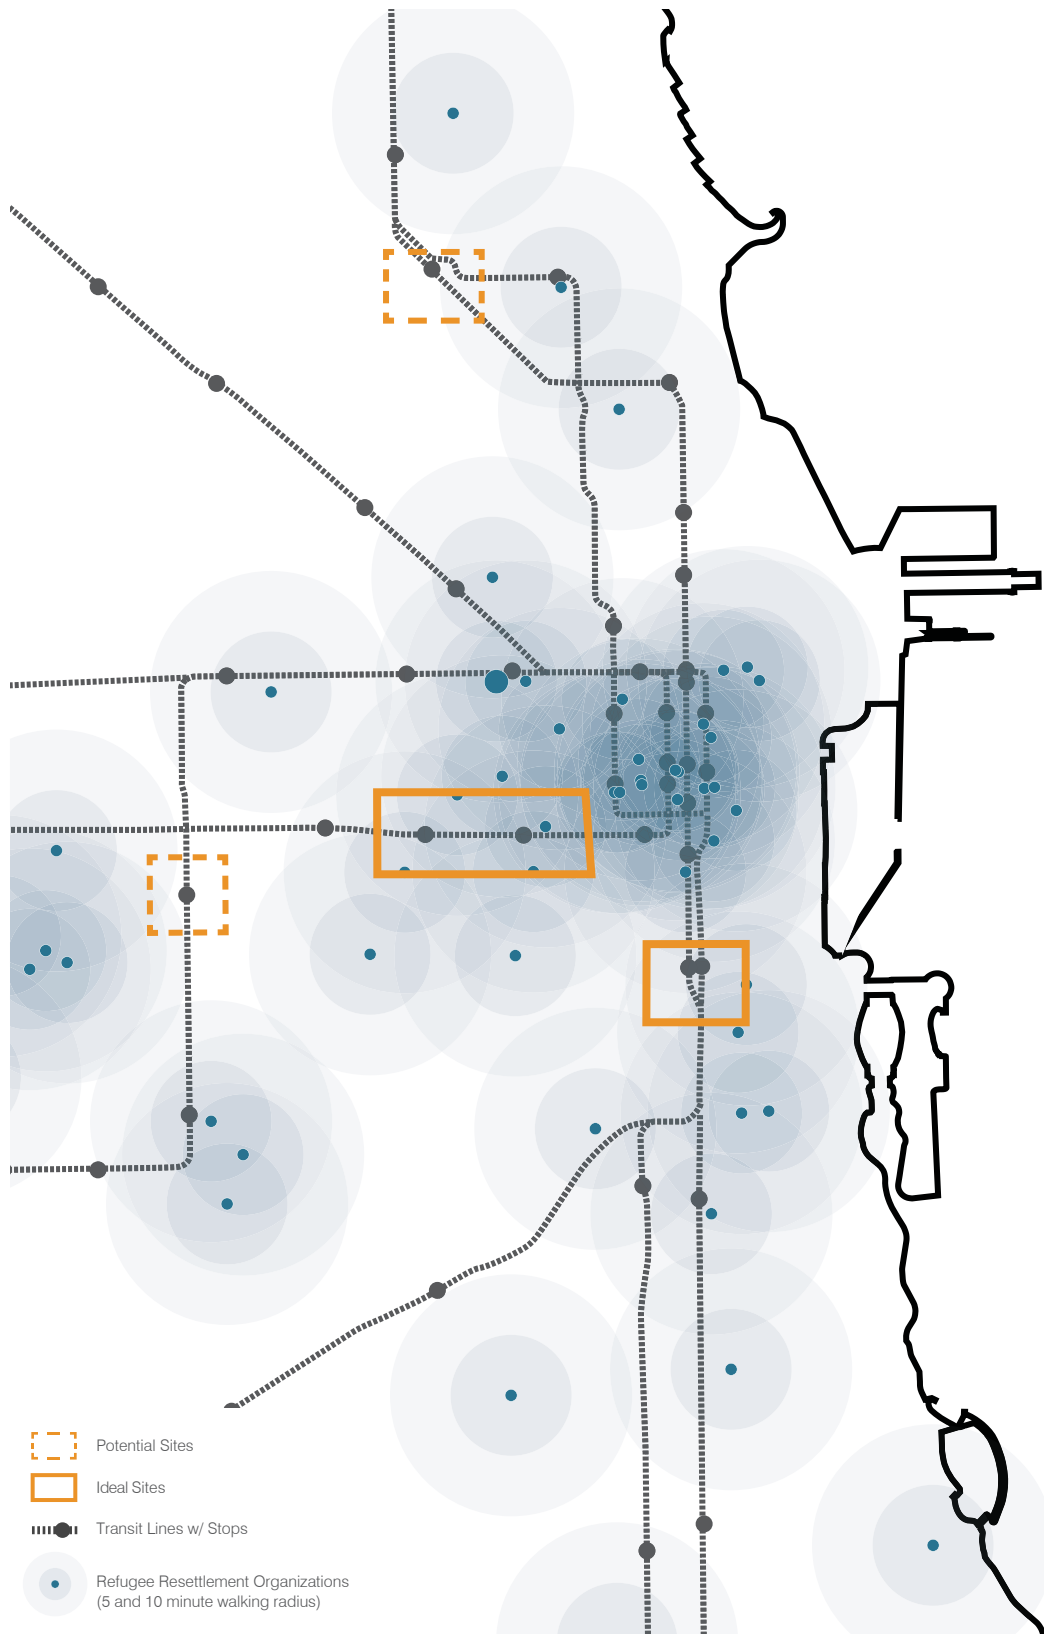 Potential Sites
Ideal Sites
Transit Lines w/ Stops
Refugee Resettlement Organizations
(5 and 10 minute walking radius)